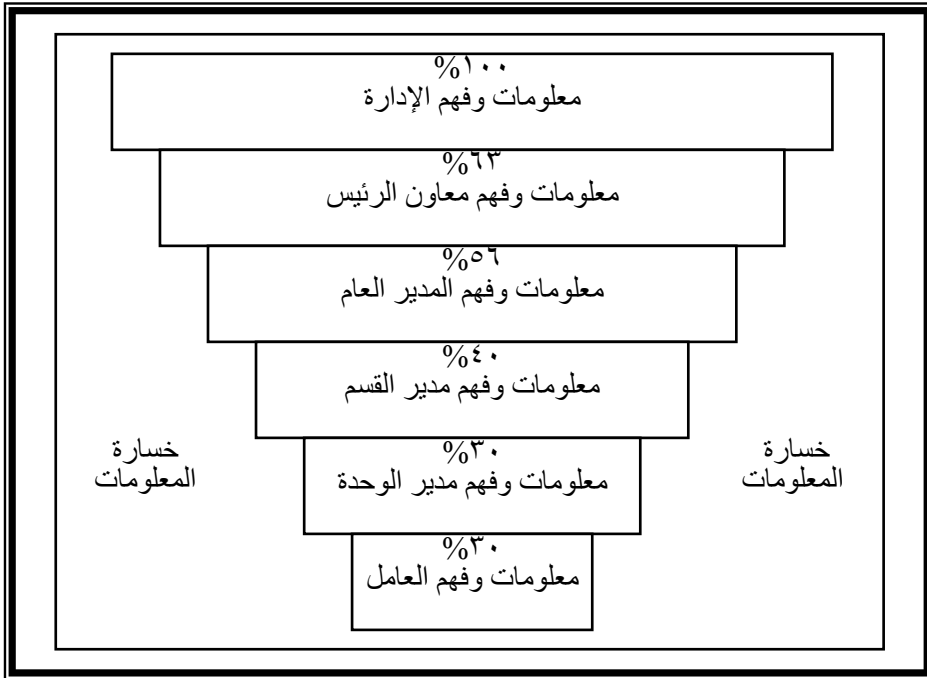 %١٠٠
معلومات وفهم الإدارة
%٦٣
معلومات وفهم معاون الرئيس
%٥٦
معلومات وفهم المدير العام
%٤٠
معلومات وفهم مدير القسم
%٣٠
معلومات وفهم مدير الوحدة
%٣٠
معلومات وفهم العامل
خسارة
المعلومات
خسارة
المعلومات